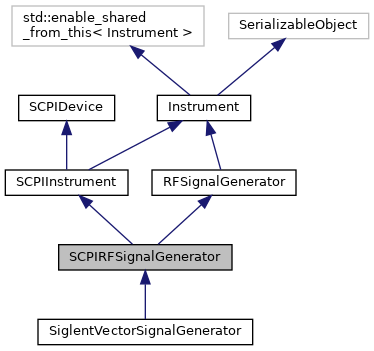 std::enable_shared
_from_this< Instrument >
SerializableObject
SCPIDevice
Instrument
SCPIInstrument
RFSignalGenerator
SCPIRFSignalGenerator
SiglentVectorSignalGenerator